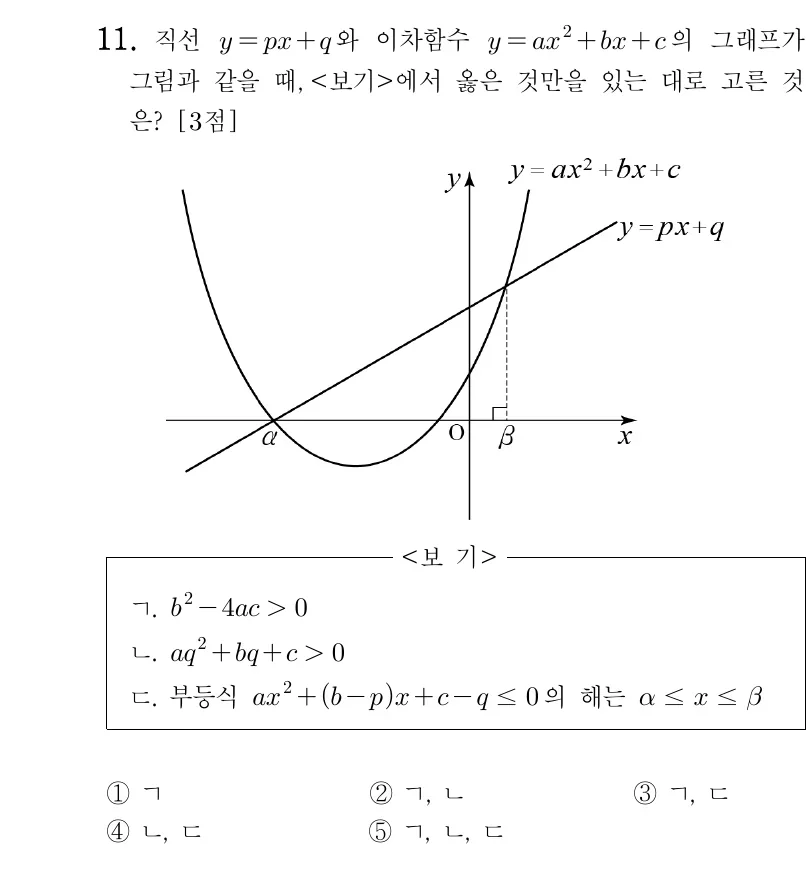 11. 직선 y=px+q와 이차함수 y=ax²+bx+c의 그래프가
그림과 같을 때, <보기>에서 옳은 것만을 있는 대로 고른 것
은? [3점]
y=ax²+bx+c
y
y=px+q
α
O
β
x
<보 기>
ㄱ. b²-4ac>0
ㄴ. aq²+bq+c>0
ㄷ. 부등식 ax²+(b-p)x+c-q≤0의 해는 α≤x≤β
① ㄱ ② ㄱ, ㄴ ③ ㄱ, ㄷ
④ ㄴ, ㄷ ⑤ ㄱ, ㄴ, ㄷ